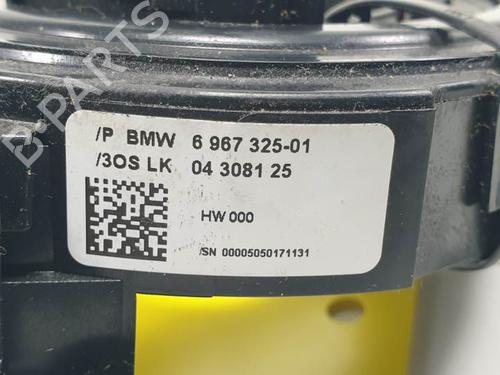 B-PARTS
/P BMW 6 967 325-01
/3OS LK 04 3081 25
HW 000
/SN 00005050171131